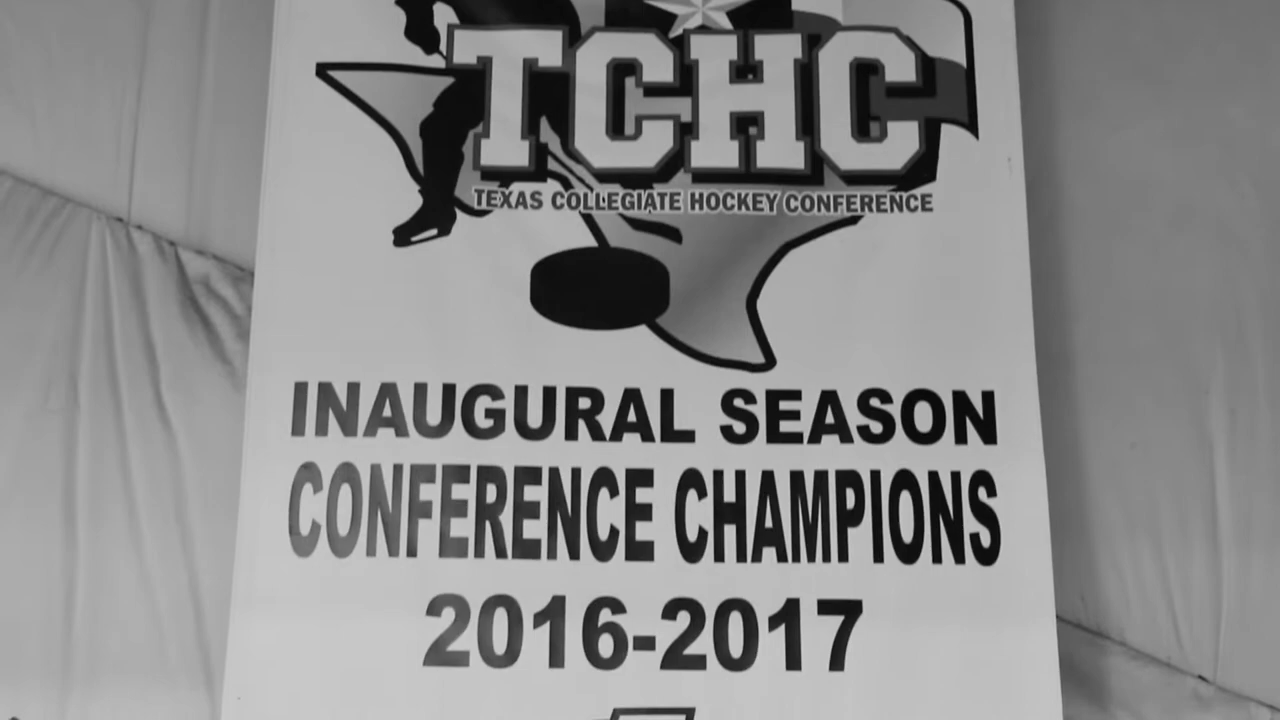 TCHC
TEXAS COLLEGIATE HOCKEY CONFERENCE
INAUGURAL SEASON
CONFERENCE CHAMPIONS
2016-2017